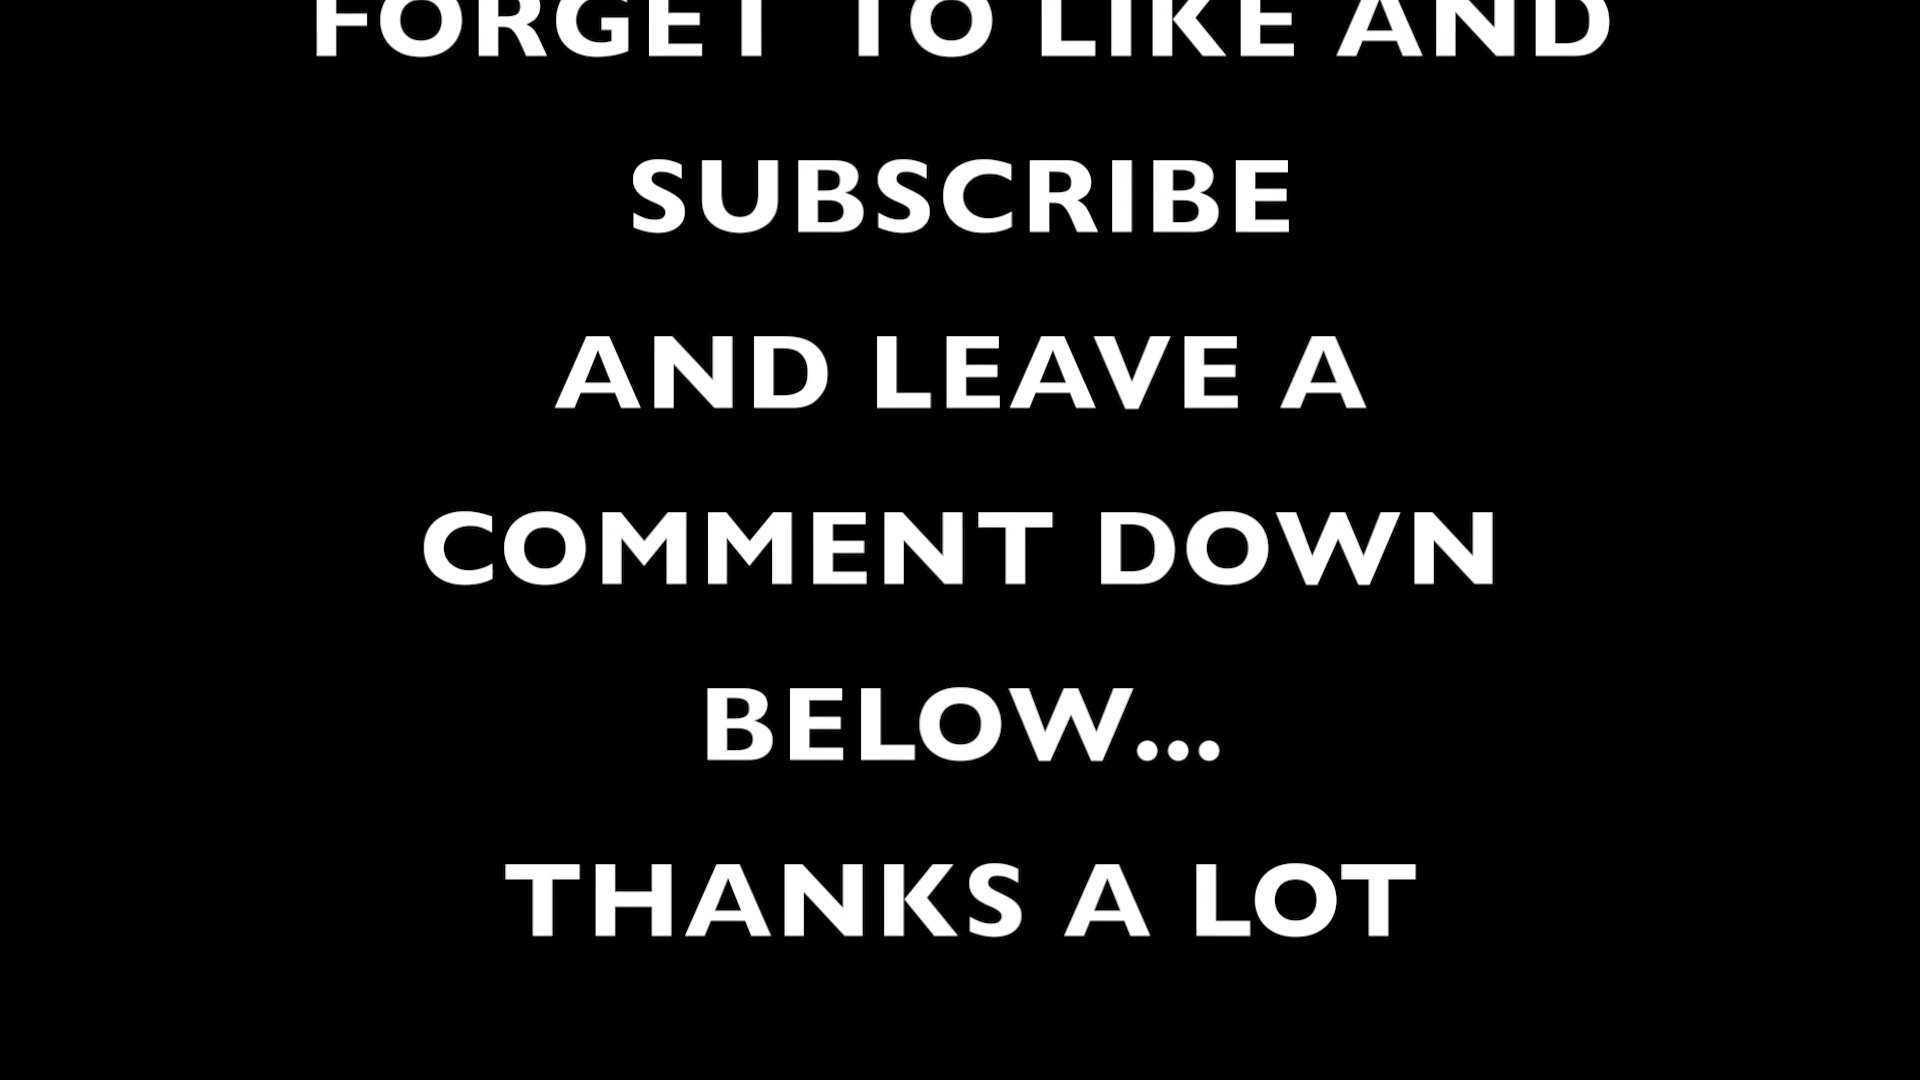 FORGET TO LIKE AND
SUBSCRIBE
AND LEAVE A
COMMENT DOWN
BELOW...
THANKS A LOT